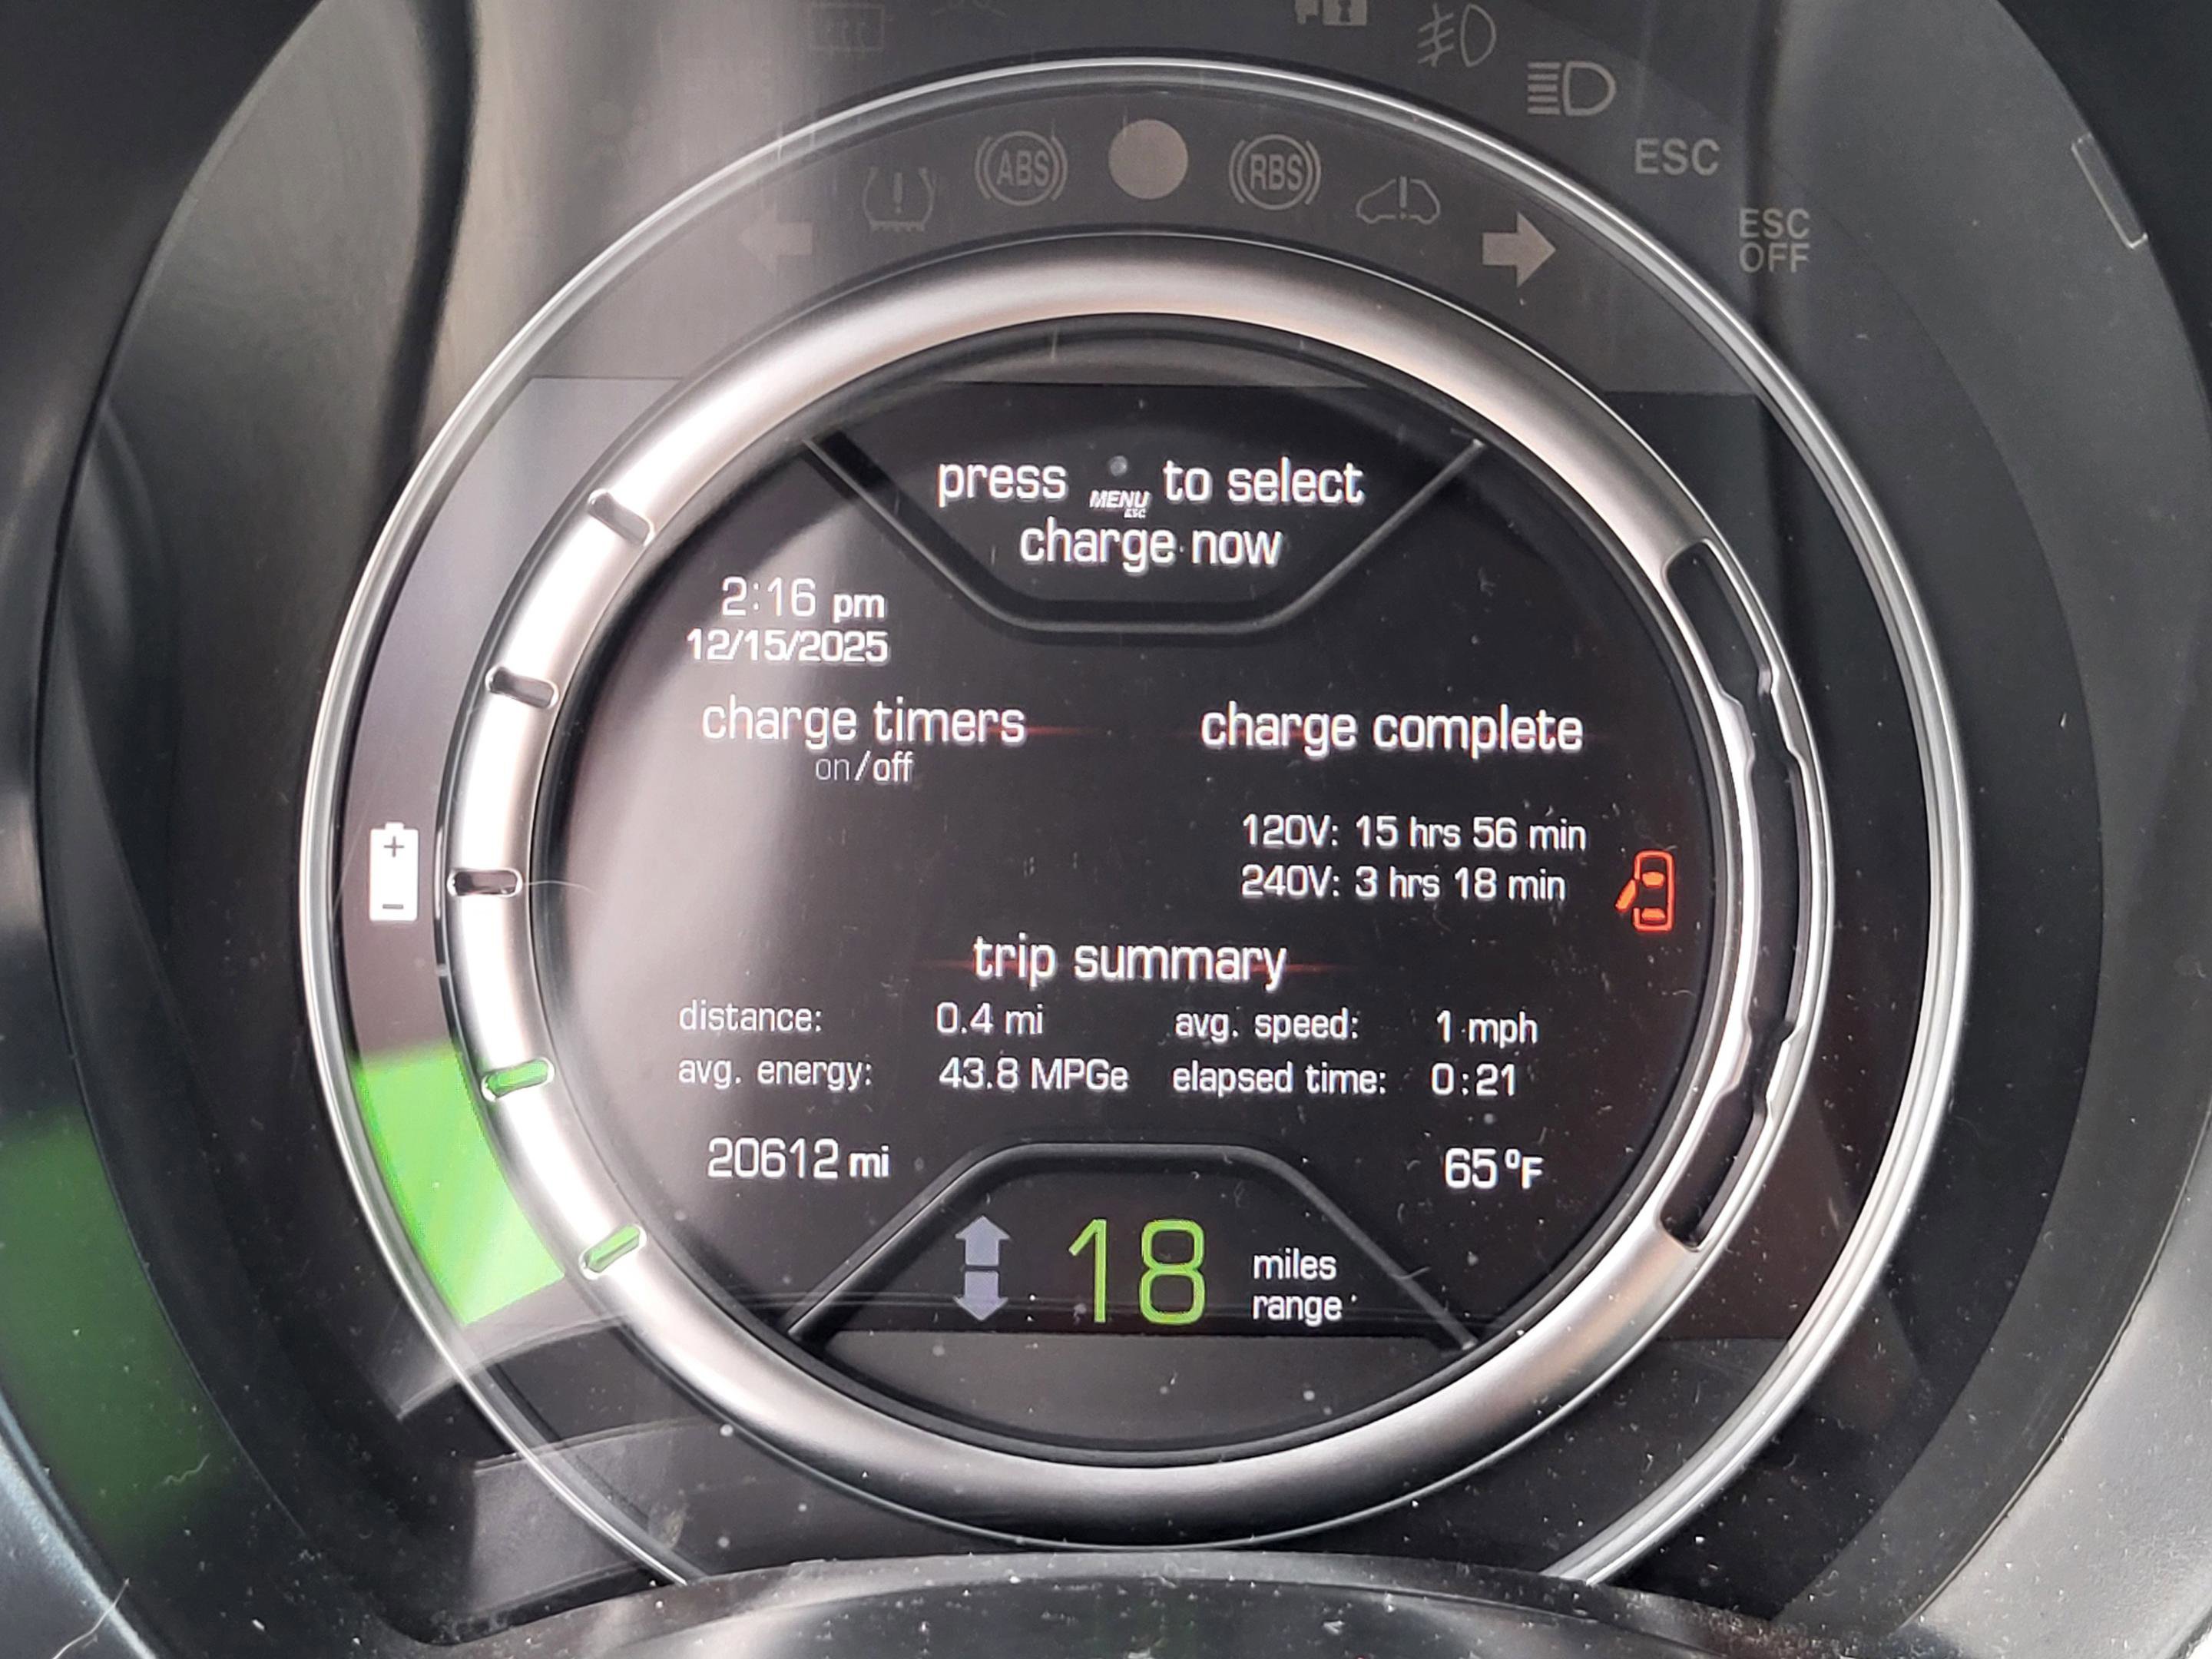 ABS
RBS
ESC
ESC
OFF
press MENU to select
ESC
charge now
2:16 pm
12/15/2025
charge timers
on/off
charge complete
120V: 15 hrs 56 min
240V: 3 hrs 18 min
trip summary
distance: 0.4 mi avg. speed: 1 mph
avg. energy: 43.8 MPGe elapsed time: 0:21
20612 mi
65°F
18 miles
range